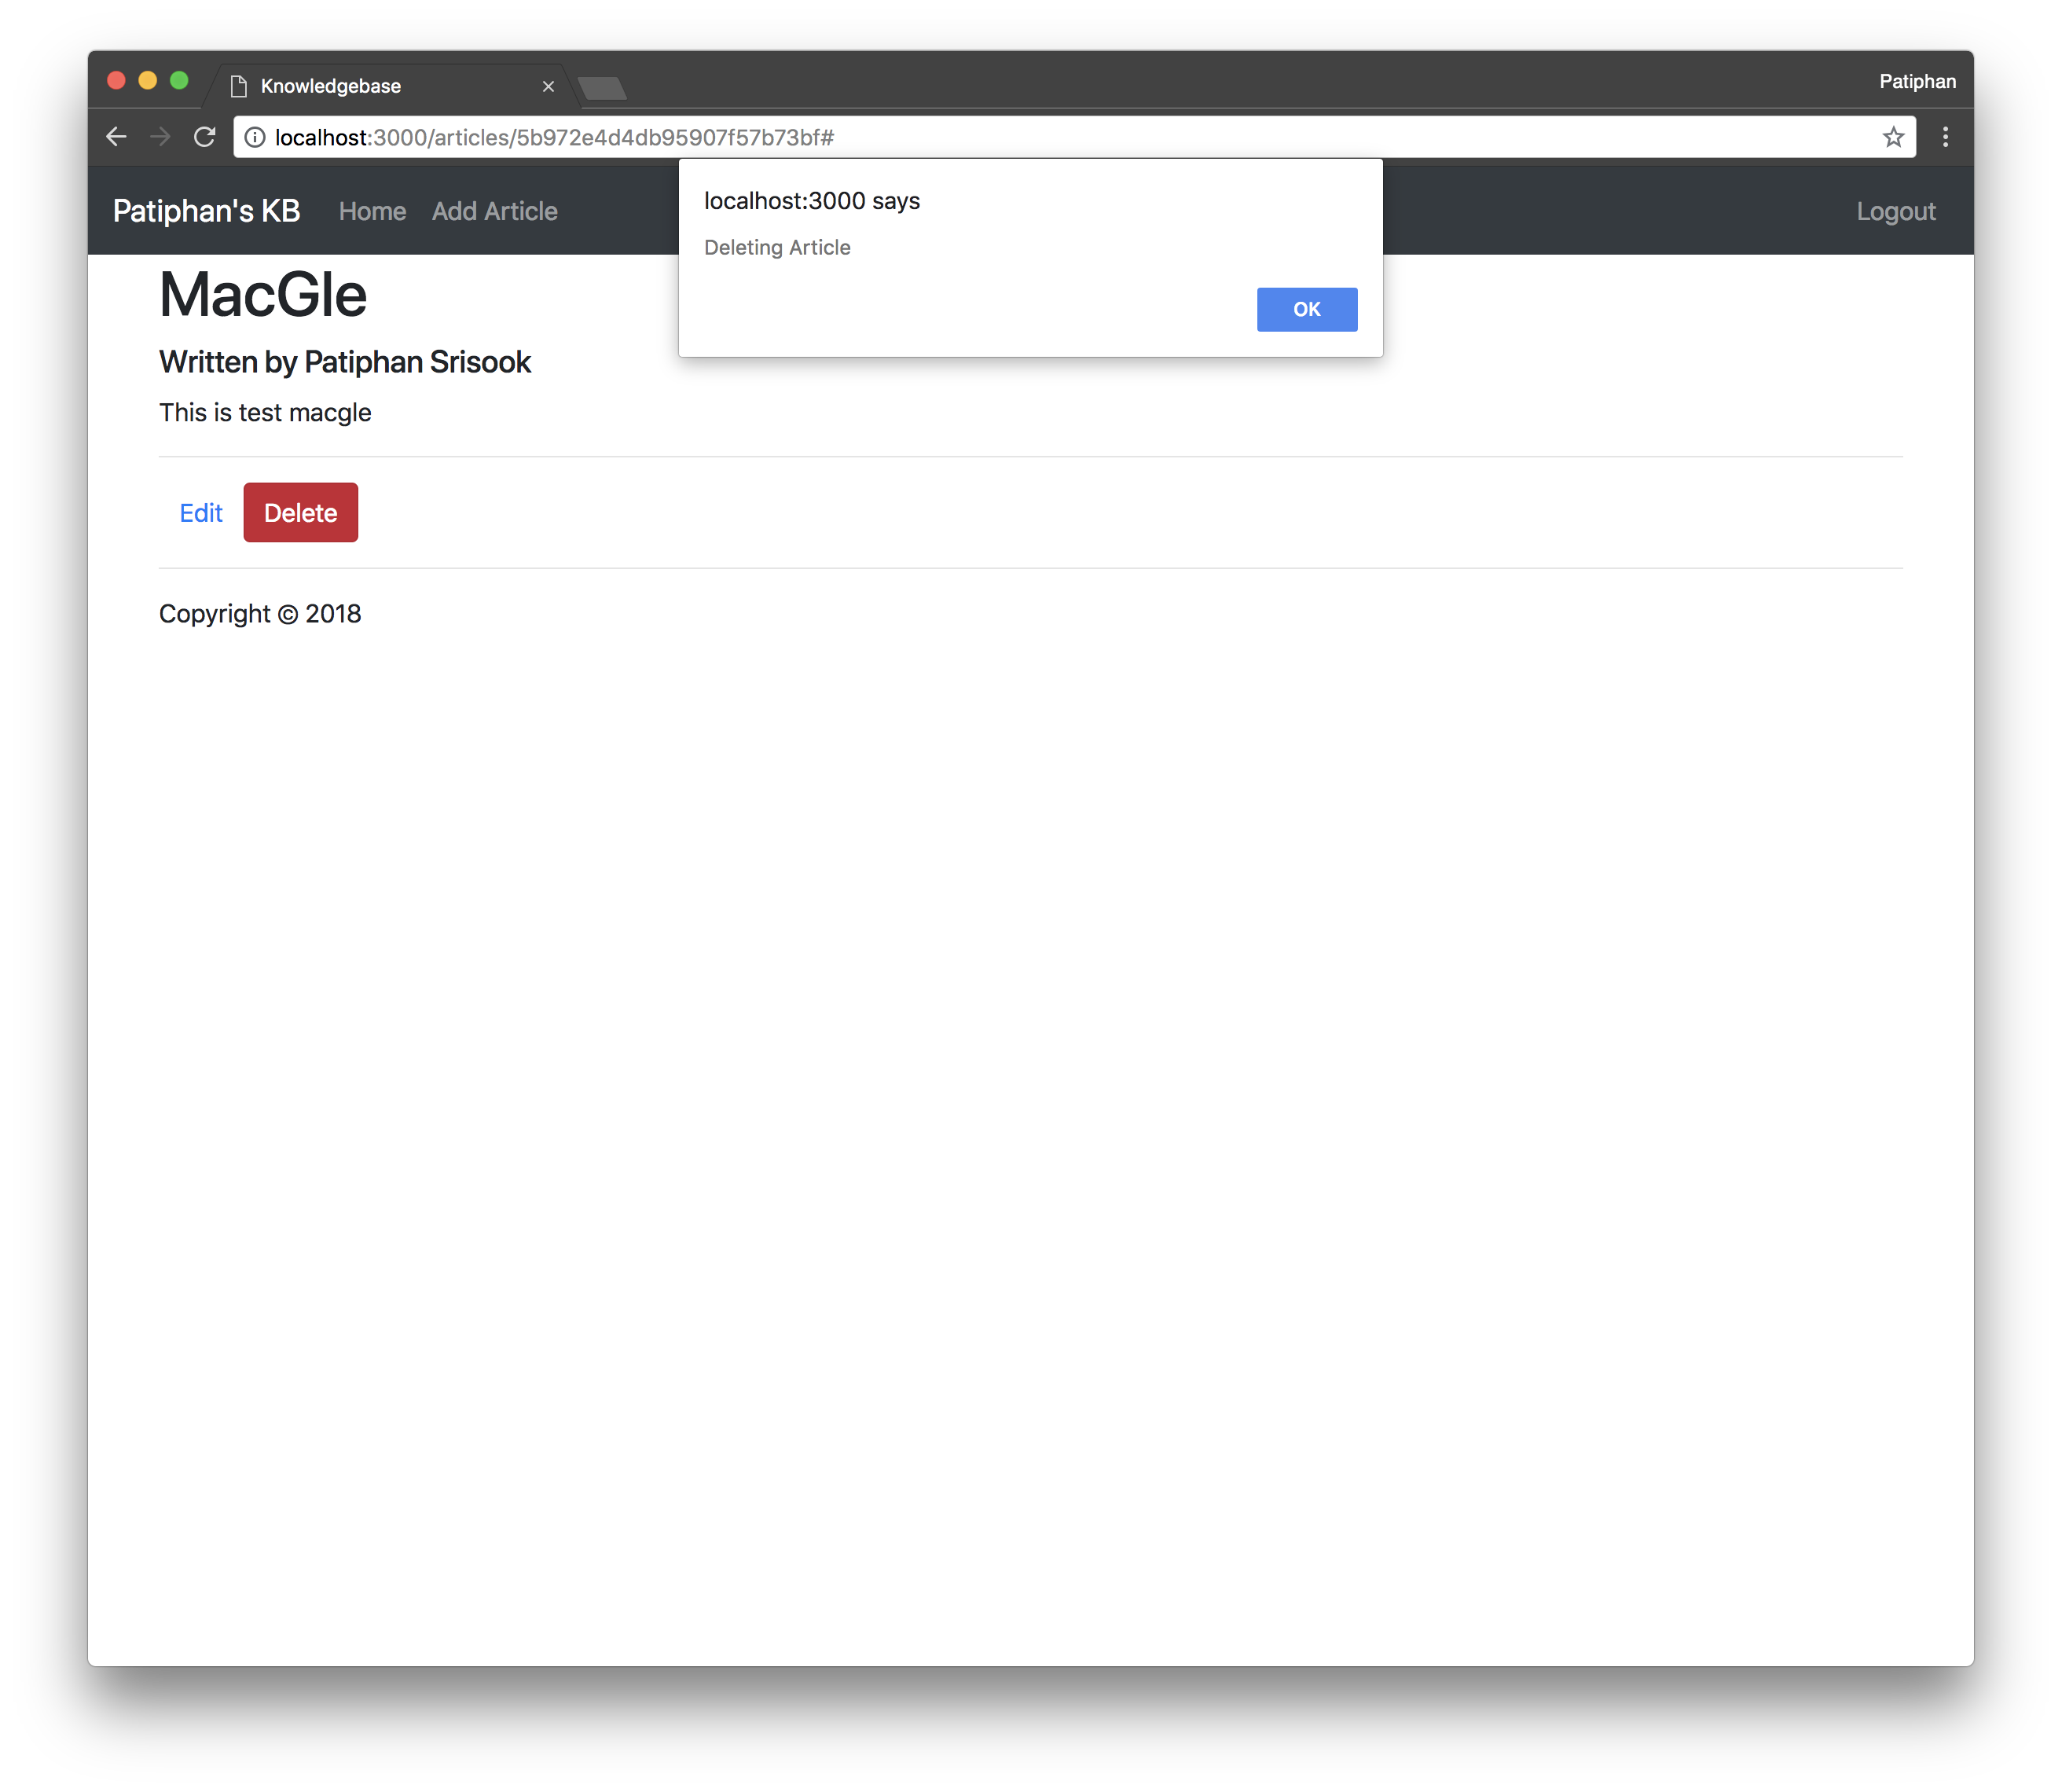 Knowledgebase
Patiphan
localhost:3000/articles/5b972e4d4db95907f57b73bf#
Patiphan's KB Home Add Article Logout
localhost:3000 says
Deleting Article
OK
MacGle
Written by Patiphan Srisook
This is test macgle
Edit Delete
Copyright © 2018